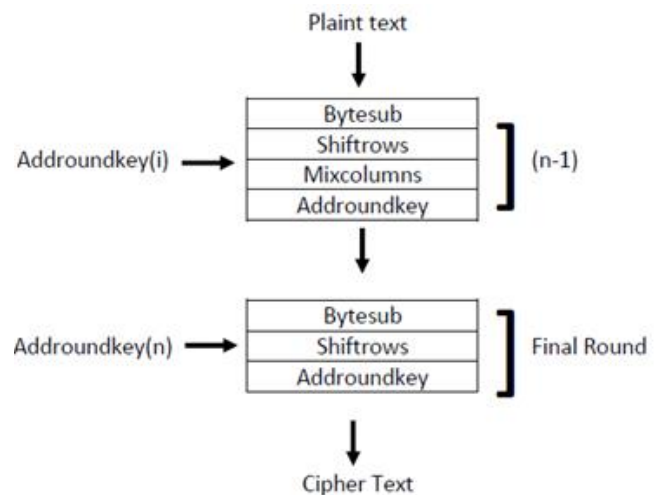 Plaint text
Bytesub
Shiftrows
Addroundkey(i)
(n-1)
Mixcolumns
Addroundkey
Bytesub
Addroundkey(n)
Shiftrows
Final Round
Addroundkey
Cipher Text